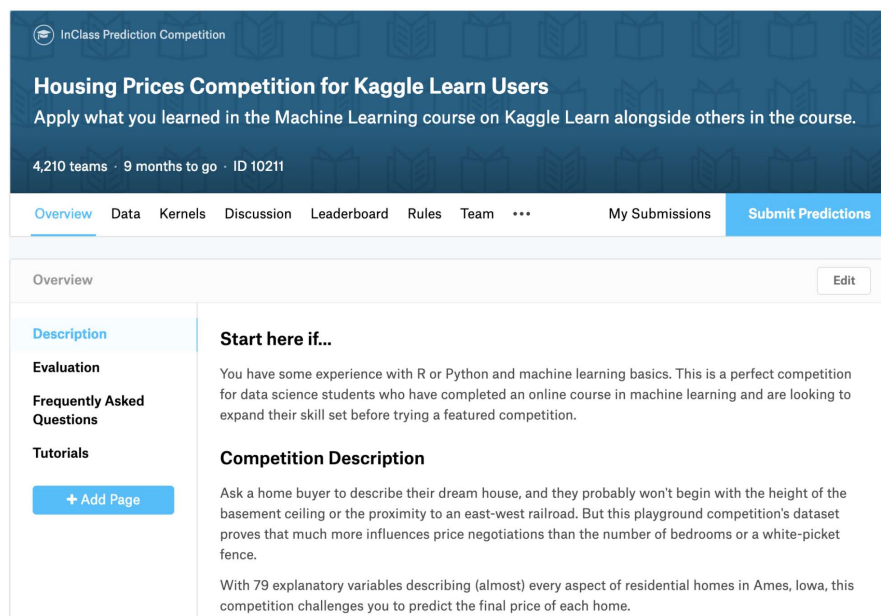 InClass Prediction Competition
Housing Prices Competition for Kaggle Learn Users
Apply what you learned in the Machine Learning course on Kaggle Learn alongside others in the course.
4,210 teams · 9 months to go · ID 10211
Overview Data Kernels Discussion Leaderboard Rules Team ••• My Submissions Submit Predictions
Overview Edit
Description
Evaluation
Frequently Asked
Questions
Tutorials
+ Add Page
Start here if...
You have some experience with R or Python and machine learning basics. This is a perfect competition
for data science students who have completed an online course in machine learning and are looking to
expand their skill set before trying a featured competition.
Competition Description
Ask a home buyer to describe their dream house, and they probably won't begin with the height of the
basement ceiling or the proximity to an east-west railroad. But this playground competition's dataset
proves that much more influences price negotiations than the number of bedrooms or a white-picket
fence.
With 79 explanatory variables describing (almost) every aspect of residential homes in Ames, Iowa, this
competition challenges you to predict the final price of each home.